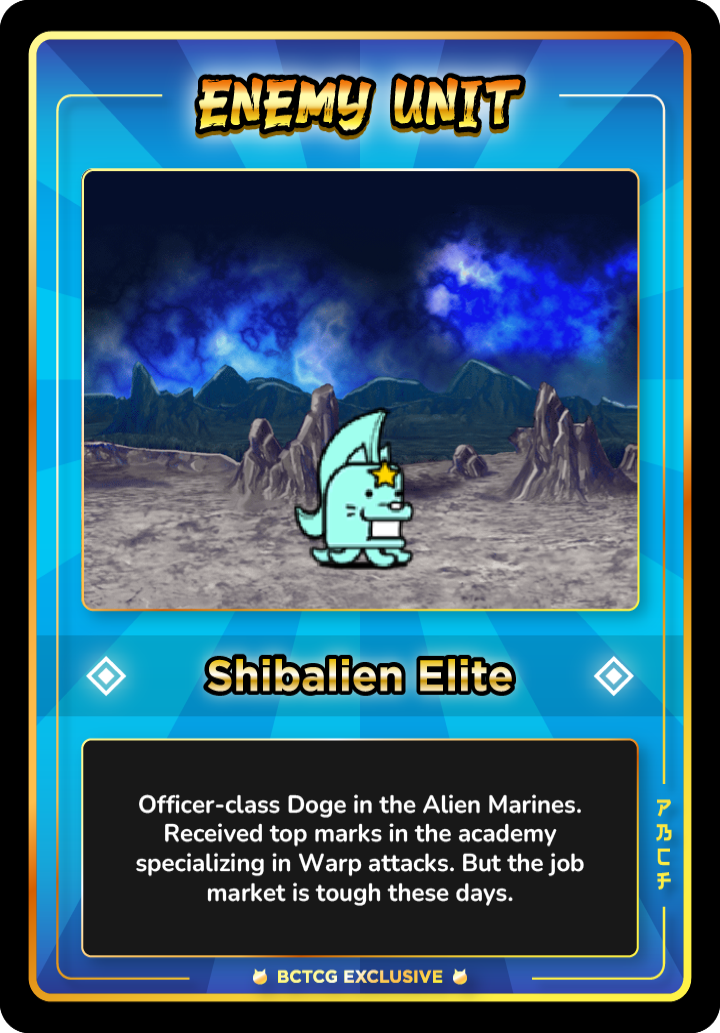 ENEMY UNIT
Shibalien Elite
Officer-class Doge in the Alien Marines.
Received top marks in the academy
specializing in Warp attacks. But the job
market is tough these days.
BCTCG EXCLUSIVE